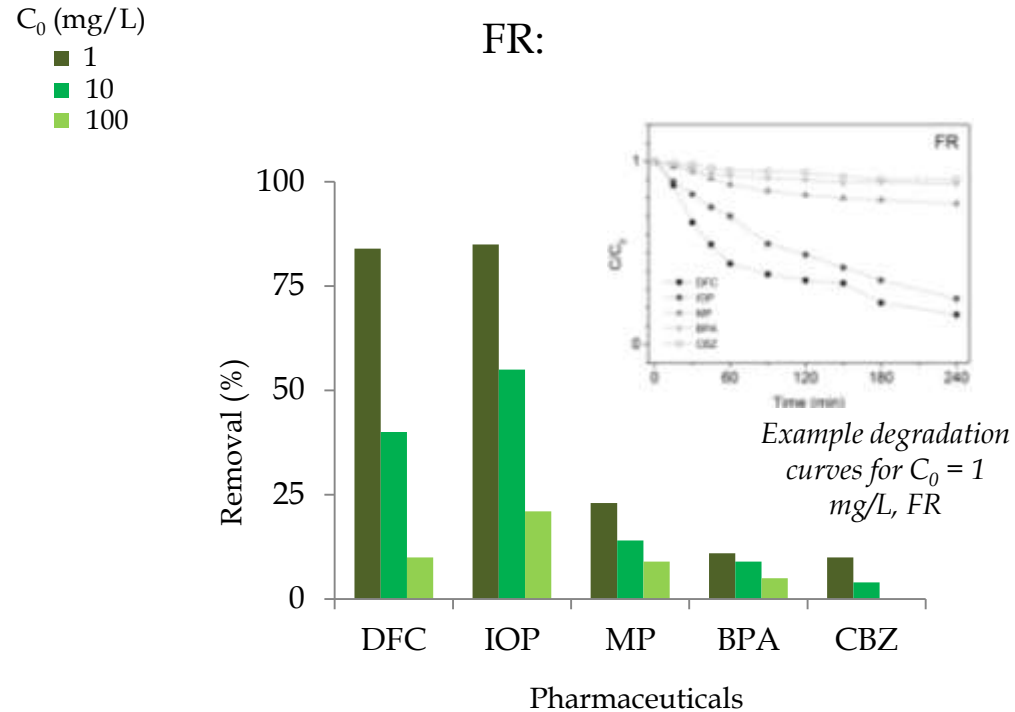 C0 (mg/L)
1
10
100
FR:
FR
1
C/C0
0
DFC
IOP
MP
BPA
CBZ
0 60 120 180 240
Time (min)
Example degradation
curves for C0 = 1
mg/L, FR
100
75
50
25
0
Removal (%)
DFC IOP MP BPA CBZ
Pharmaceuticals